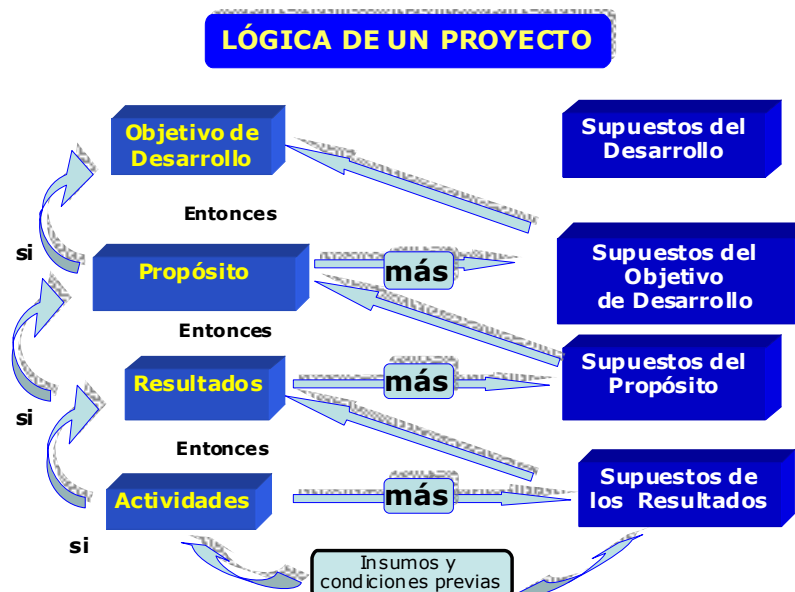 LÓGICA DE UN PROYECTO
Objetivo de
Desarrollo
Supuestos del
Desarrollo
Entonces
si
Propósito
más
Supuestos del
Objetivo
de Desarrollo
Entonces
Resultados
más
Supuestos del
Propósito
si
Entonces
Actividades
más
Supuestos de
los Resultados
si
Insumos y
condiciones previas